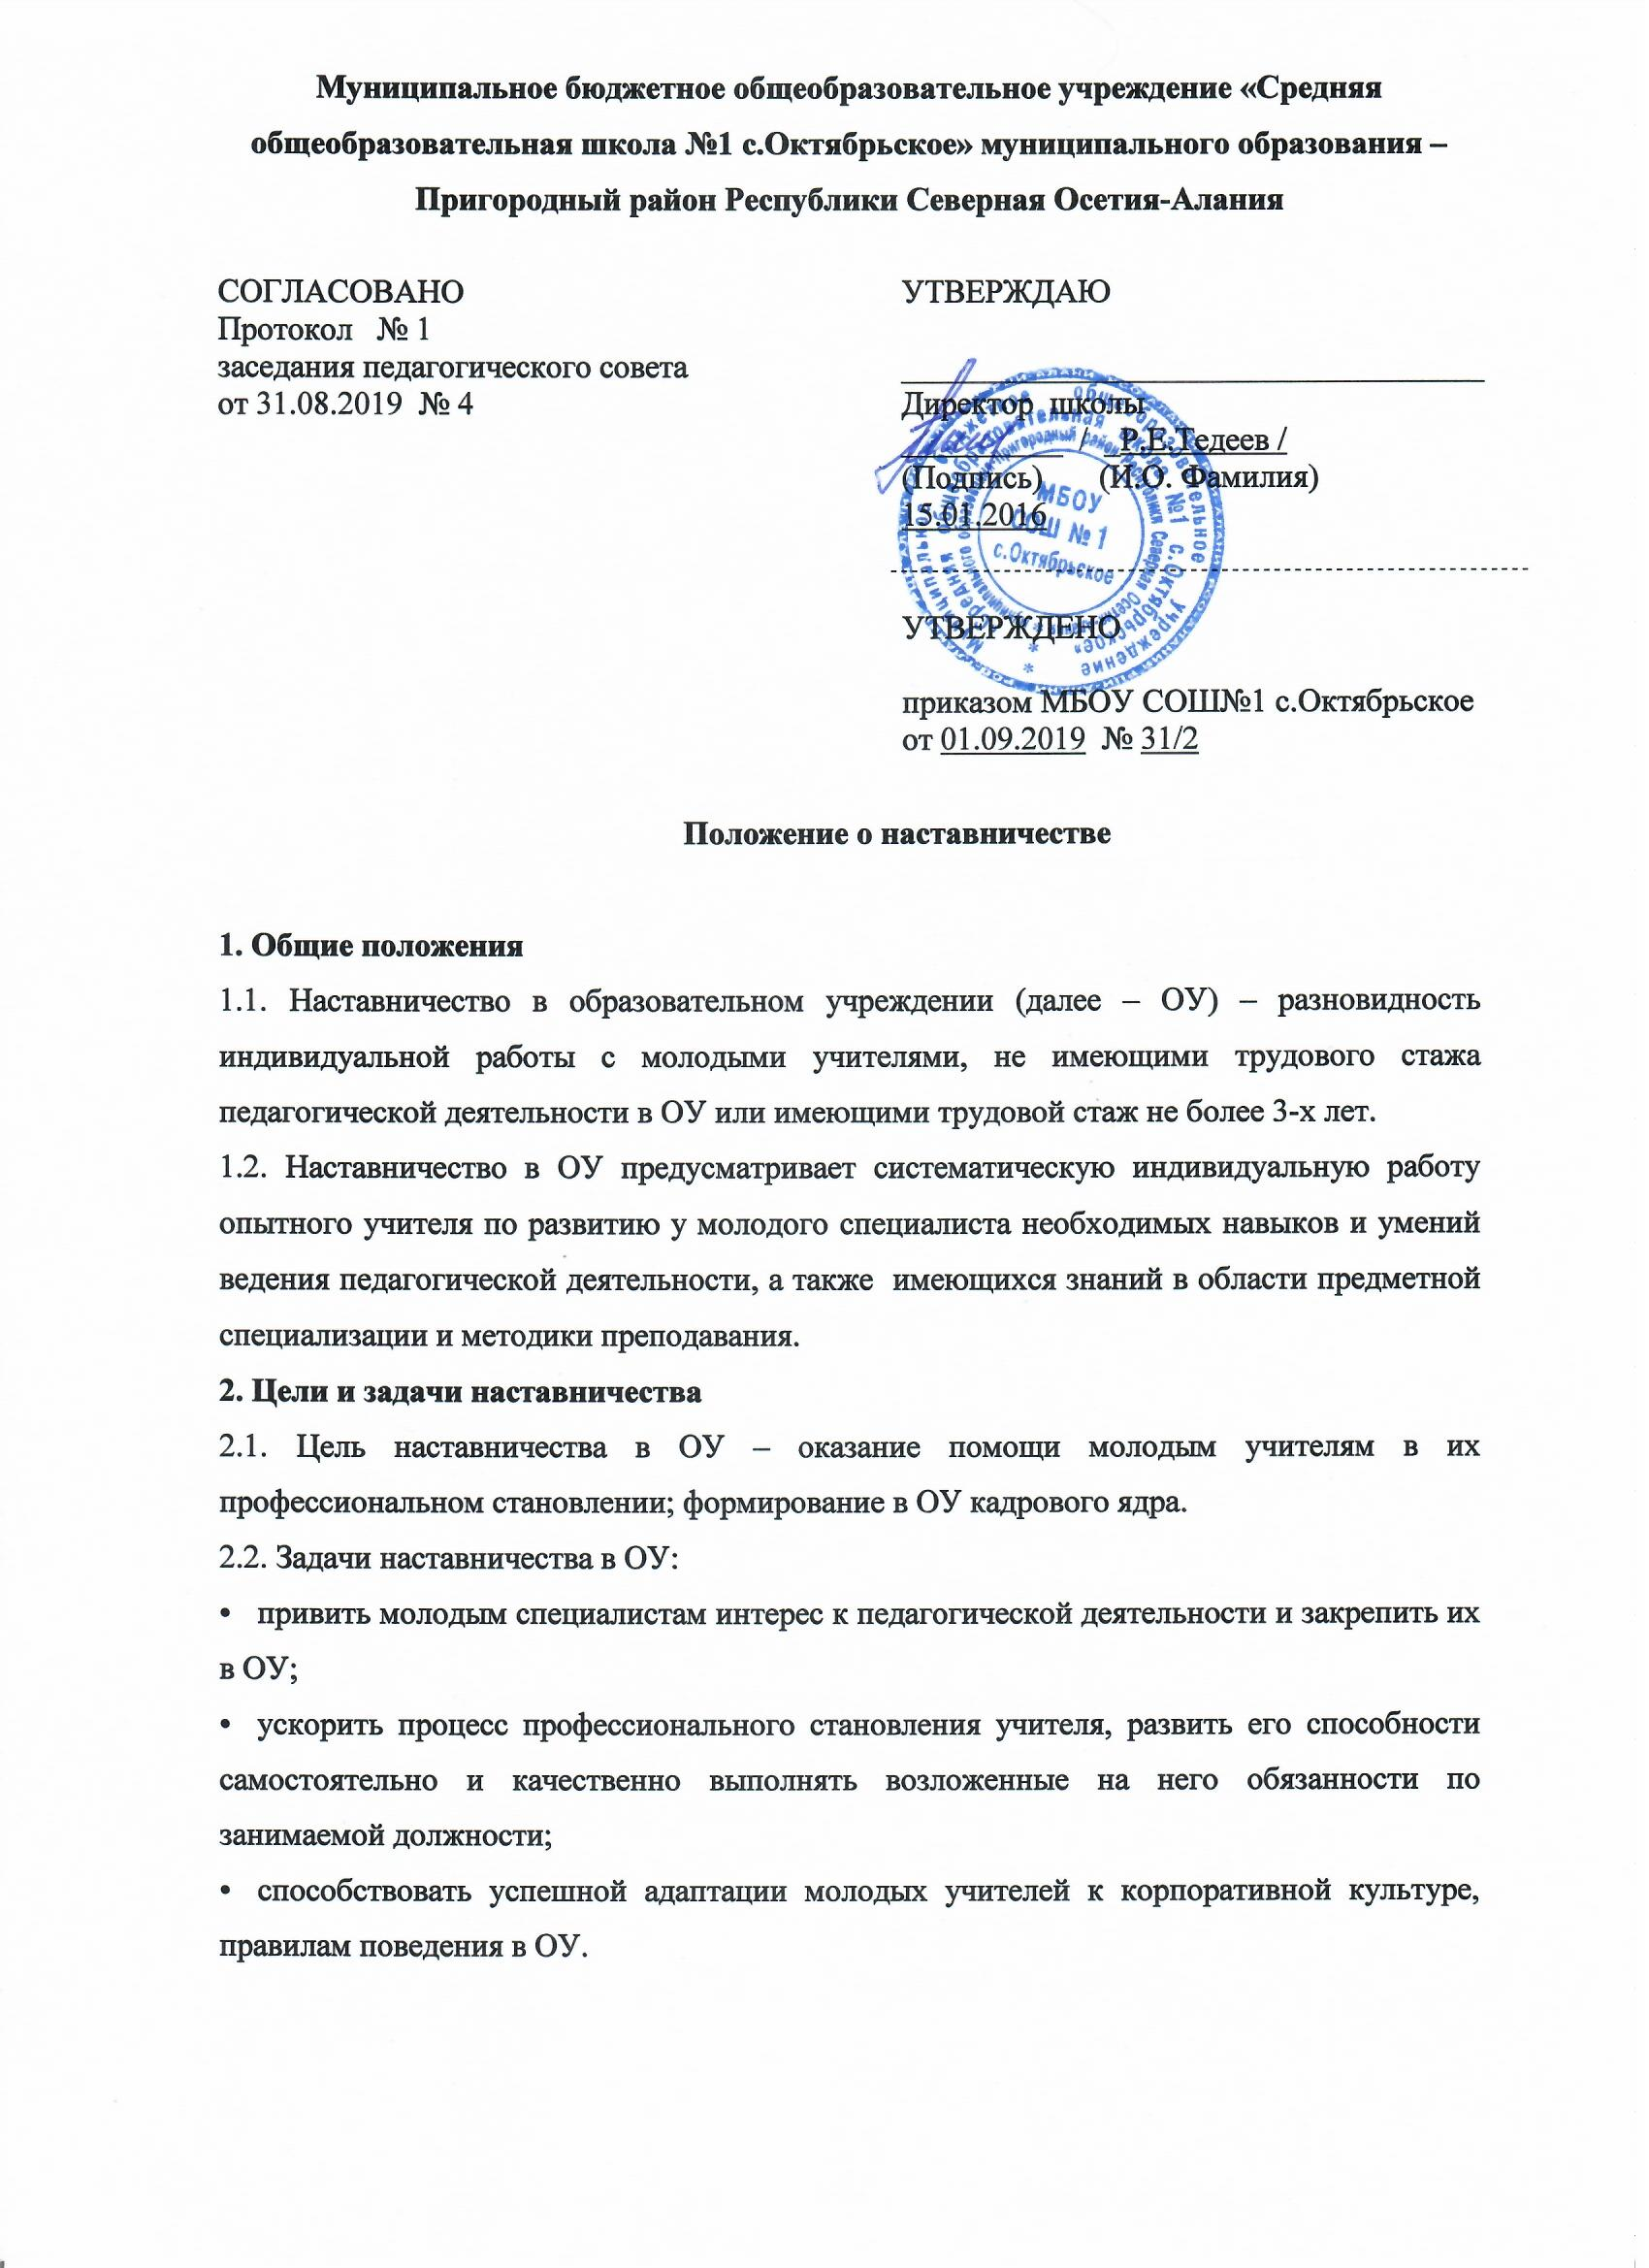 Муниципальное бюджетное общеобразовательное учреждение «Средняя
общеобразовательная школа №1 с.Октябрьское» муниципального образования –
Пригородный район Республики Северная Осетия-Алания
СОГЛАСОВАНО
Протокол № 1
заседания педагогического совета
от 31.08.2019 № 4
УТВЕРЖДАЮ
Директор школы
/ Р.Е.Тедеев /
(Подпись) (И.О. Фамилия)
15.01.2016
МБОУ
СОШ № 1
с.Октябрьское
УТВЕРЖДЕНО
приказом МБОУ СОШ№1 с.Октябрьское
от 01.09.2019 № 31/2
Положение о наставничестве
1. Общие положения
1.1. Наставничество в образовательном учреждении (далее – ОУ) – разновидность
индивидуальной работы с молодыми учителями, не имеющими трудового стажа
педагогической деятельности в ОУ или имеющими трудовой стаж не более 3-х лет.
1.2. Наставничество в ОУ предусматривает систематическую индивидуальную работу
опытного учителя по развитию у молодого специалиста необходимых навыков и умений
ведения педагогической деятельности, а также имеющихся знаний в области предметной
специализации и методики преподавания.
2. Цели и задачи наставничества
2.1. Цель наставничества в ОУ – оказание помощи молодым учителям в их
профессиональном становлении; формирование в ОУ кадрового ядра.
2.2. Задачи наставничества в ОУ:
• привить молодым специалистам интерес к педагогической деятельности и закрепить их
в ОУ;
• ускорить процесс профессионального становления учителя, развить его способности
самостоятельно и качественно выполнять возложенные на него обязанности по
занимаемой должности;
• способствовать успешной адаптации молодых учителей к корпоративной культуре,
правилам поведения в ОУ.